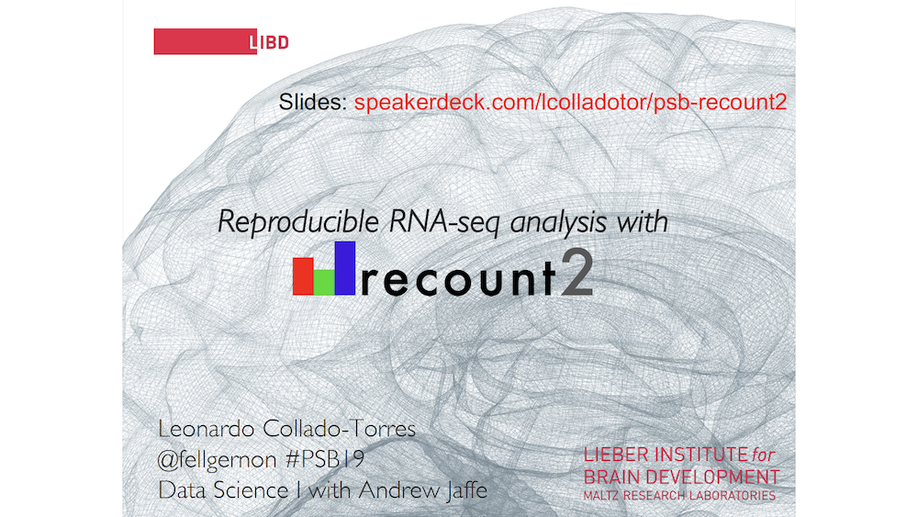 LIBD
Slides: speakerdeck.com/lcolladotor/psb-recount2
Reproducible RNA-seq analysis with
recount2
Leonardo Collado-Torres
@fellgernon #PSB19
Data Science I with Andrew Jaffe
LIEBER INSTITUTE for
BRAIN DEVELOPMENT
MALTZ RESEARCH LABORATORIES